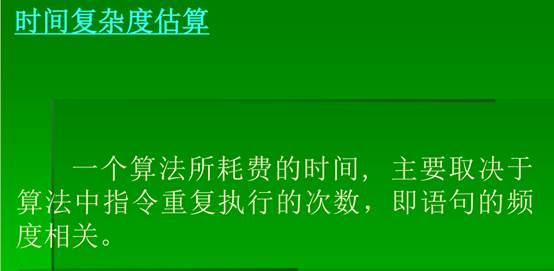 时间复杂度估算
一个算法所耗费的时间, 主要取决于
算法中指令重复执行的次数，即语句的频
度相关。